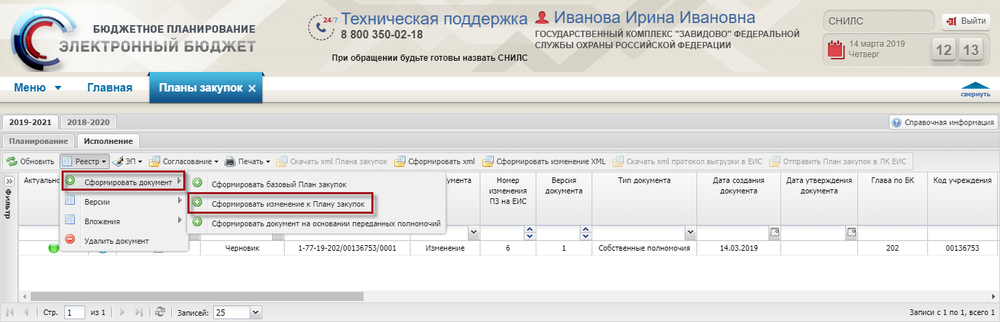 БЮДЖЕТНОЕ ПЛАНИРОВАНИЕ
ЭЛЕКТРОННЫЙ БЮДЖЕТ
24/7
Техническая поддержка
8 800 350-02-18
При обращении будьте готовы назвать СНИЛС
Иванова Ирина Ивановна
ГОСУДАРСТВЕННЫЙ КОМПЛЕКС "ЗАВИДОВО" ФЕДЕРАЛЬНОЙ
СЛУЖБЫ ОХРАНЫ РОССИЙСКОЙ ФЕДЕРАЦИИ
СНИЛС
Выйти
14 марта 2019
Четверг
12 13
Меню Главная Планы закупок
свернуть
2019-2021 2018-2020 Справочная информация
Планирование Исполнение
Обновить Реестр ЭП Согласование Печать Скачать xml Плана закупок Сформировать xml Сформировать изменение XML Скачать xml протокол выгрузки в ЕИС Отправить План закупок в ЛК ЕИС
Фильтр
Сформировать документ
Версии
Вложения
Удалить документ
Сформировать базовый План закупок
Сформировать изменение к Плану закупок
Сформировать документ на основании переданных полномочий
Номер изменения ПЗ на ЕИС
Версия документа
Тип документа
Дата создания документа
Дата утверждения документа
Глава по БК
Код учреждения
Черновик 1-77-19-202/00136753/0001 Изменение 6 1 Собственные полномочия 14.03.2019 202 00136753
Стр. 1 из 1 Записей: 25 Записи с 1 по 1, всего 1